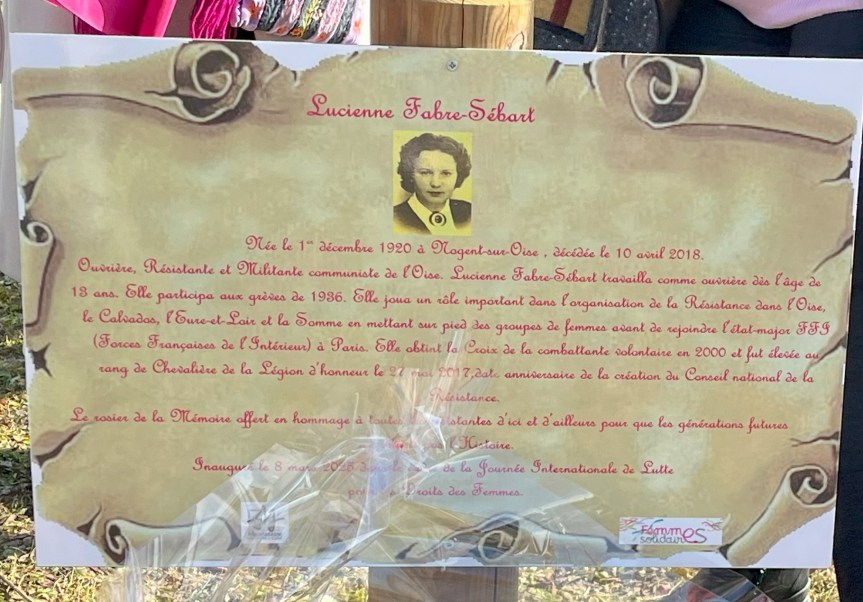 Lucienne Fabre-Sébart
Née le 1er décembre 1920 à Nogent-sur-Oise , décédée le 10 avril 2018.
Ouvrière, Résistante et Militante communiste de l'Oise. Lucienne Fabre-Sébart travailla comme ouvrière dès l'âge de
13 ans. Elle participa aux grèves de 1936. Elle joua un rôle important dans l'organisation de la Résistance dans l'Oise,
le Calvados, l'Eure-et-Loir et la Somme en mettant sur pied des groupes de femmes avant de rejoindre l'état-major FFI
(Forces Françaises de l'Intérieur) à Paris. Elle obtint la Croix de la combattante volontaire en 2000 et fut élevée au
rang de Chevalière de la Légion d'honneur le 27 mai 2017,date anniversaire de la création du Conseil national de la
Résistance.
Le rosier de la Mémoire offert en hommage à toutes d'ici et d'ailleurs pour que les générations futures
l'Histoire.
Inauguré le 8 mars de la Journée Internationale de Lutte
Droits des Femmes.
Femmes
solidaires